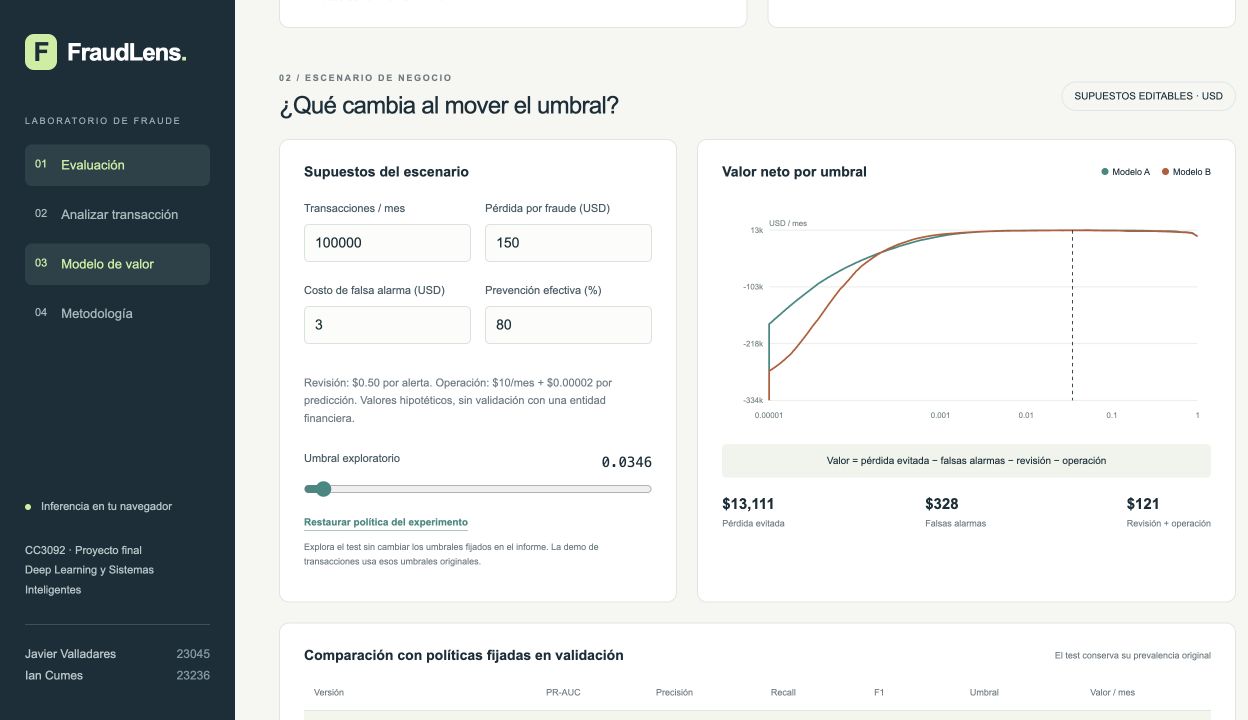 F FraudLens.
LABORATORIO DE FRAUDE
01 Evaluación
02 Analizar transacción
03 Modelo de valor
04 Metodología
Inferencia en tu navegador
CC3092 · Proyecto final
Deep Learning y Sistemas
Inteligentes
Javier Valladares 23045
Ian Cumes 23236
02 / ESCENARIO DE NEGOCIO
¿Qué cambia al mover el umbral?
SUPUESTOS EDITABLES · USD
Supuestos del escenario
Transacciones / mes Pérdida por fraude (USD)
100000 150
Costo de falsa alarma (USD) Prevención efectiva (%)
3 80
Revisión: $0.50 por alerta. Operación: $10/mes + $0.00002 por
predicción. Valores hipotéticos, sin validación con una entidad
financiera.
Umbral exploratorio 0.0346
Restaurar política del experimento
Explora el test sin cambiar los umbrales fijados en el informe. La demo de
transacciones usa esos umbrales originales.
Valor neto por umbral
Modelo A Modelo B
USD / mes
13k
-103k
-218k
-334k
0.00001 0.001 0.01 0.1 1
Valor = pérdida evitada − falsas alarmas − revisión − operación
$13,111 $328 $121
Pérdida evitada Falsas alarmas Revisión + operación
Comparación con políticas fijadas en validación
El test conserva su prevalencia original
Versión PR-AUC Precisión Recall F1 Umbral Valor / mes